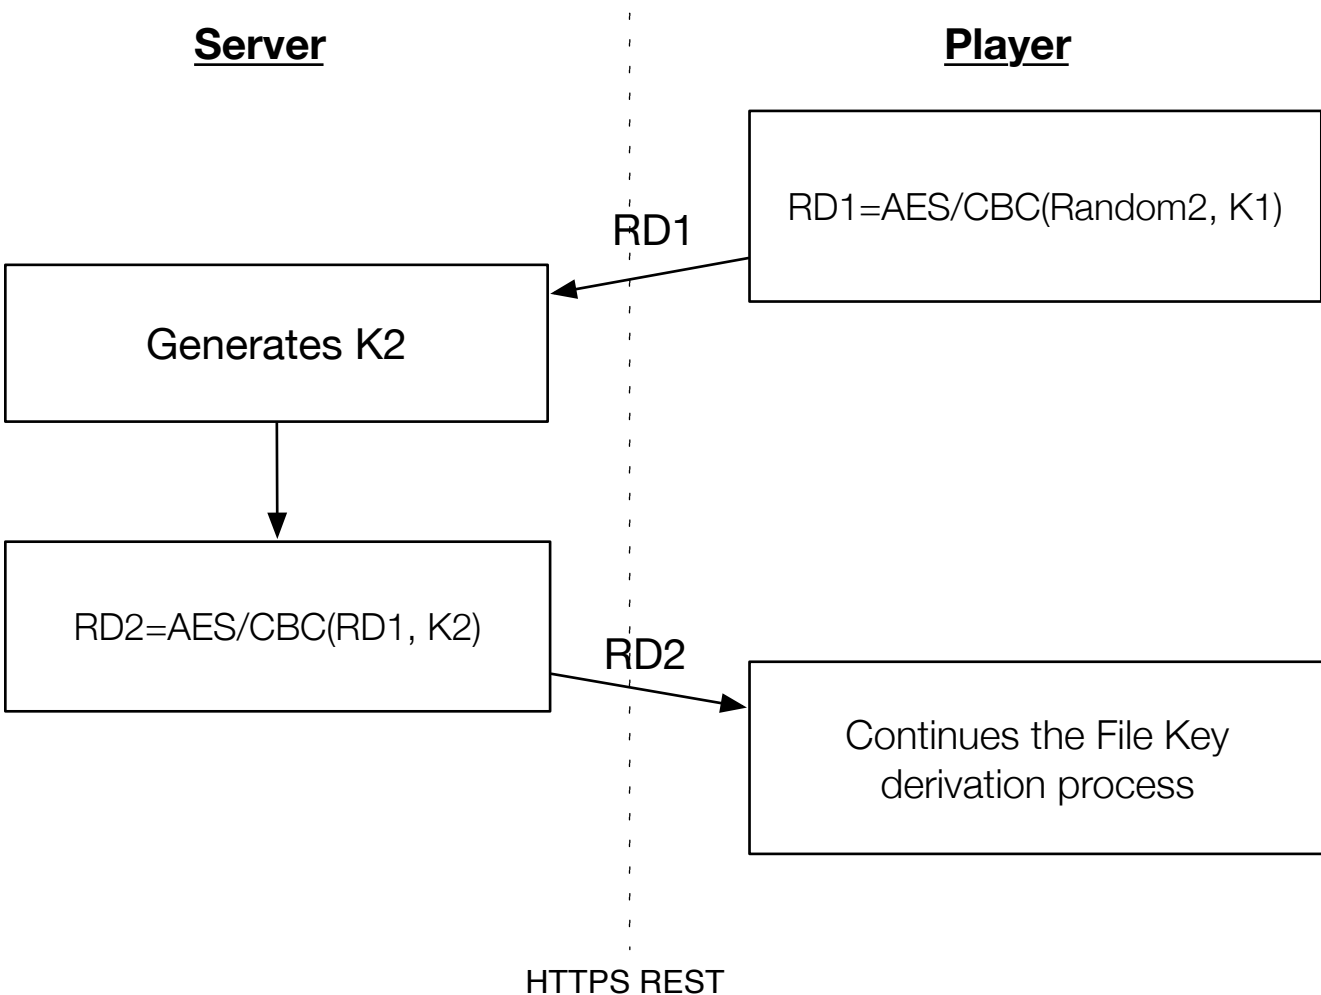 Server
Player
RD1=AES/CBC(Random2, K1)
RD1
Generates K2
RD2=AES/CBC(RD1, K2)
RD2
Continues the File Key
derivation process
HTTPS REST